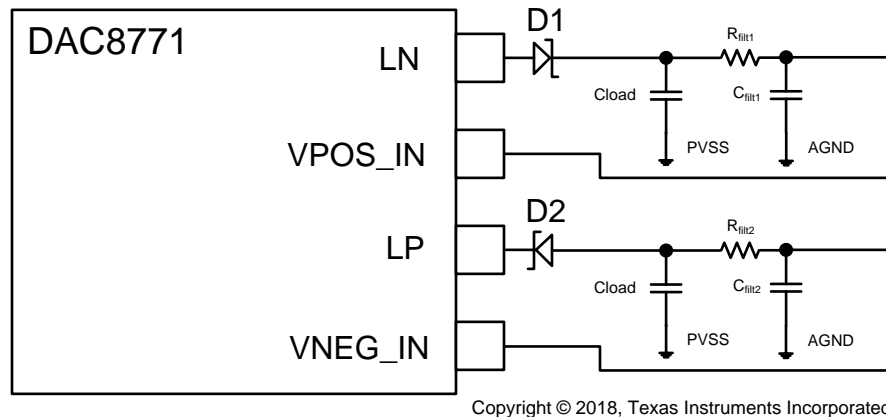 DAC8771
LN
D1
Rfilt1
Cload
Cfilt1
PVSS
AGND
VPOS_IN
LP
D2
Rfilt2
Cload
Cfilt2
PVSS
AGND
VNEG_IN
Copyright © 2018, Texas Instruments Incorporated